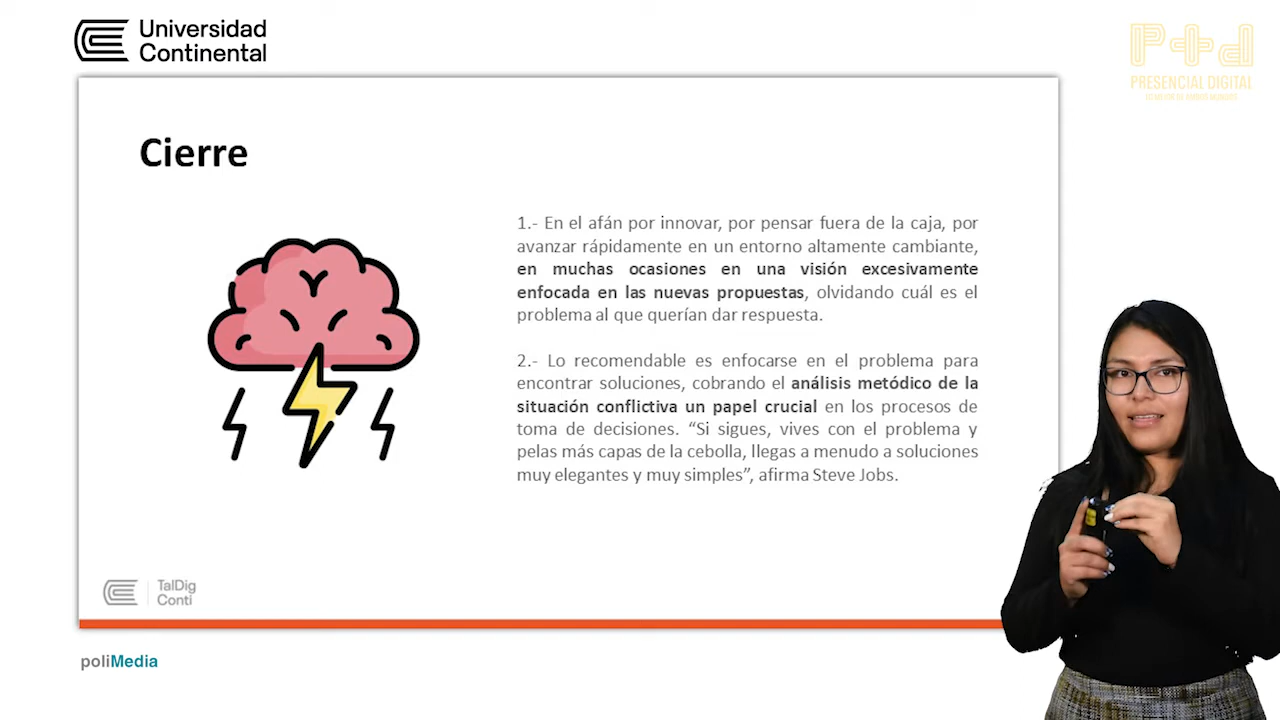 Universidad
Continental
P+d
PRESENCIAL DIGITAL
LO MEJOR DE AMBOS MUNDOS
Cierre
1.- En el afán por innovar, por pensar fuera de la caja, por
avanzar rápidamente en un entorno altamente cambiante,
en muchas ocasiones en una visión excesivamente
enfocada en las nuevas propuestas, olvidando cuál es el
problema al que querían dar respuesta.
2.- Lo recomendable es enfocarse en el problema para
encontrar soluciones, cobrando el análisis metódico de la
situación conflictiva un papel crucial en los procesos de
toma de decisiones. “Si sigues, vives con el problema y
pelas más capas de la cebolla, llegas a menudo a soluciones
muy elegantes y muy simples”, afirma Steve Jobs.
TalDig
Conti
poliMedia